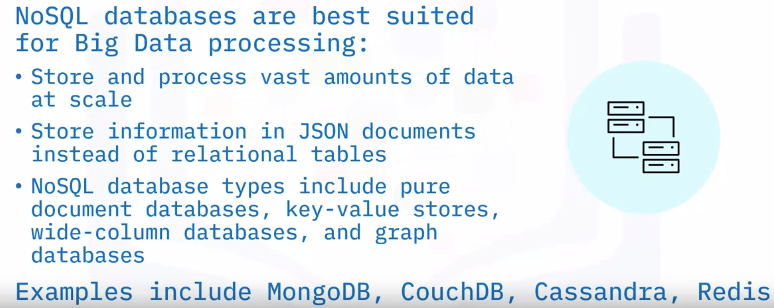 NoSQL databases are best suited
for Big Data processing:
• Store and process vast amounts of data
at scale
• Store information in JSON documents
instead of relational tables
• NoSQL database types include pure
document databases, key-value stores,
wide-column databases, and graph
databases
Examples include MongoDB, CouchDB, Cassandra, Redis